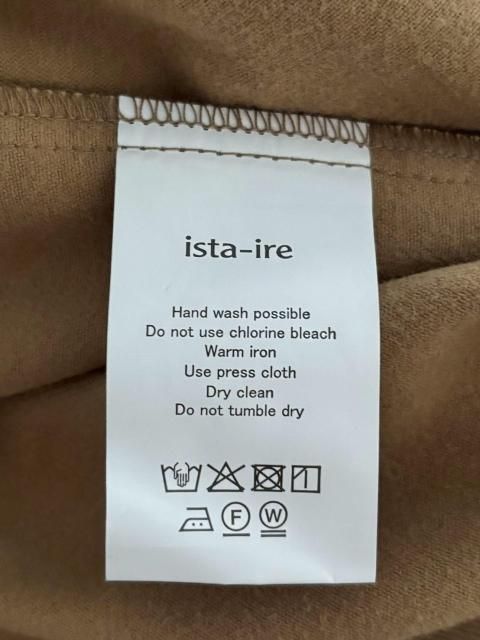 ista-ire
Hand wash possible
Do not use chlorine bleach
Warm iron
Use press cloth
Dry clean
Do not tumble dry
F W